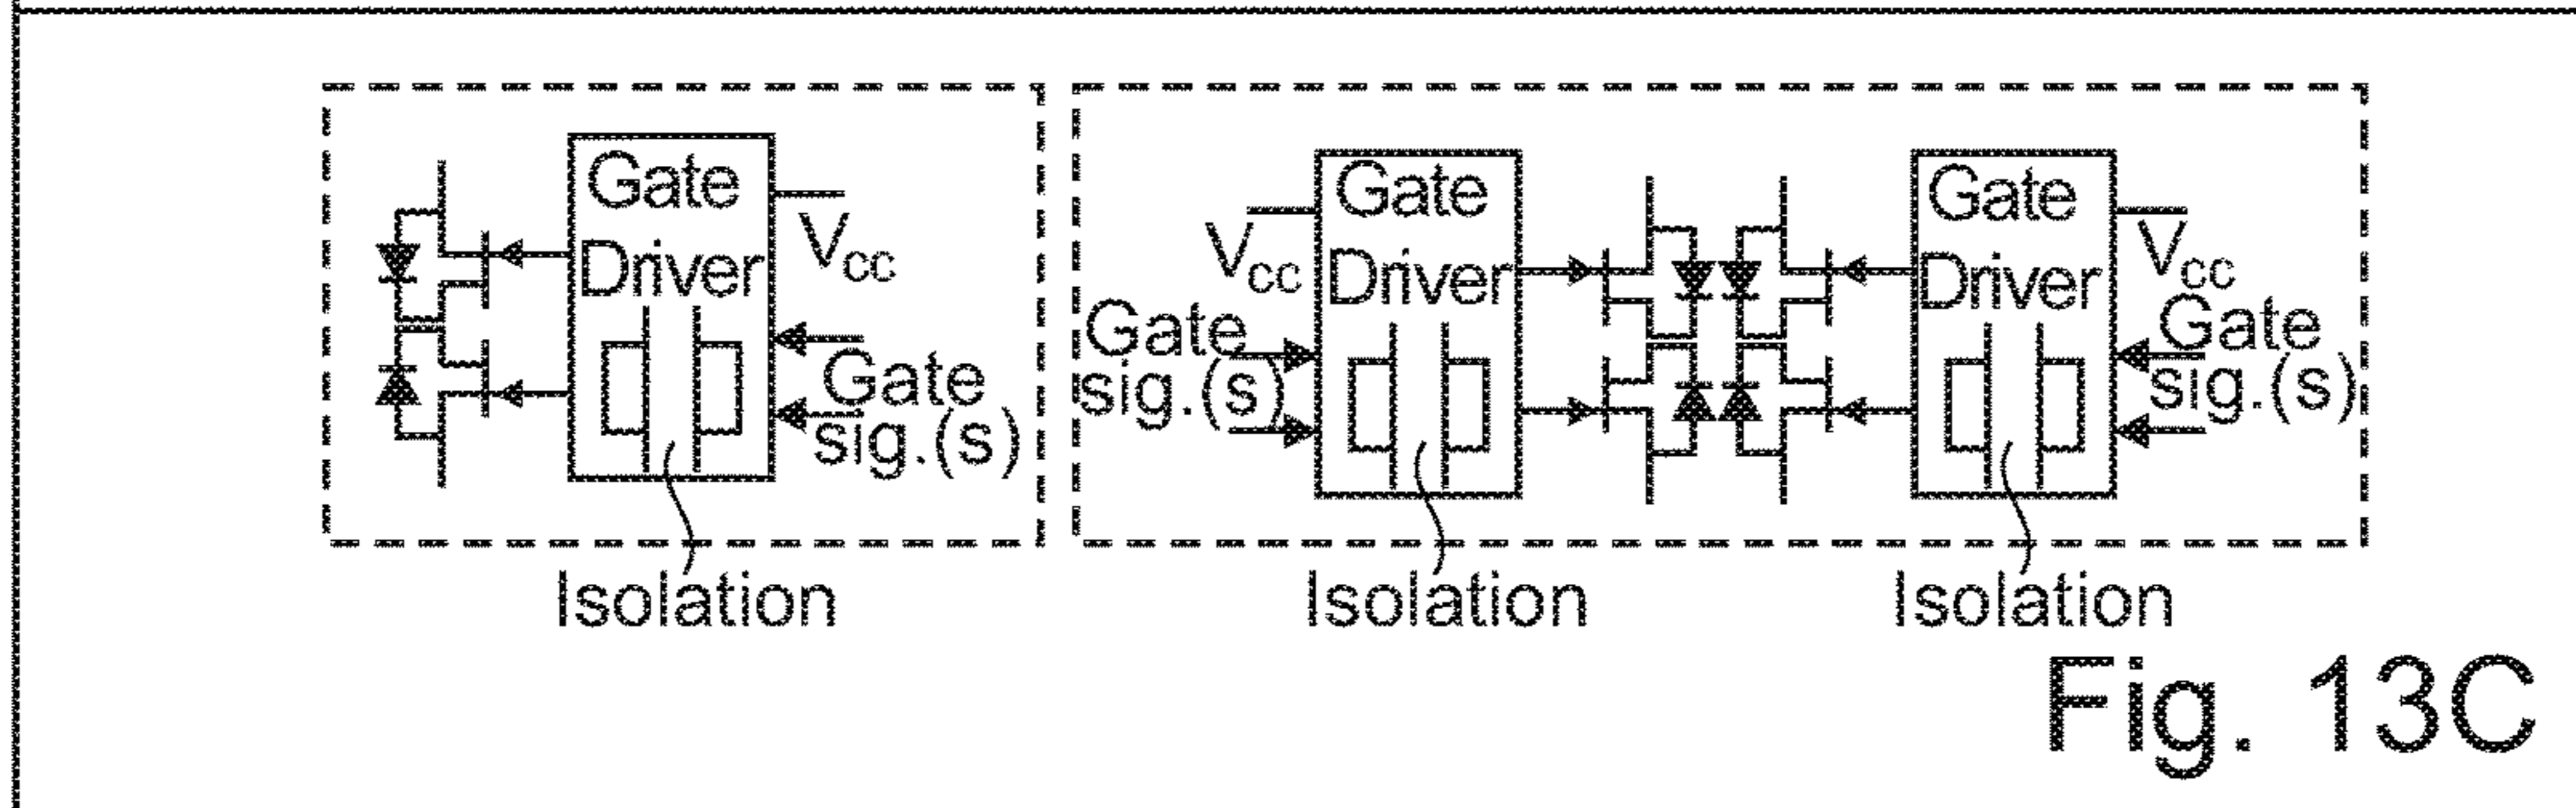 Gate
Driver
Vcc
Gate
sig.(s)
Isolation
Gate
Driver
Vcc
Gate
sig.(s)
Isolation
Gate
Driver
Vcc
Gate
sig.(s)
Isolation
Fig. 13C